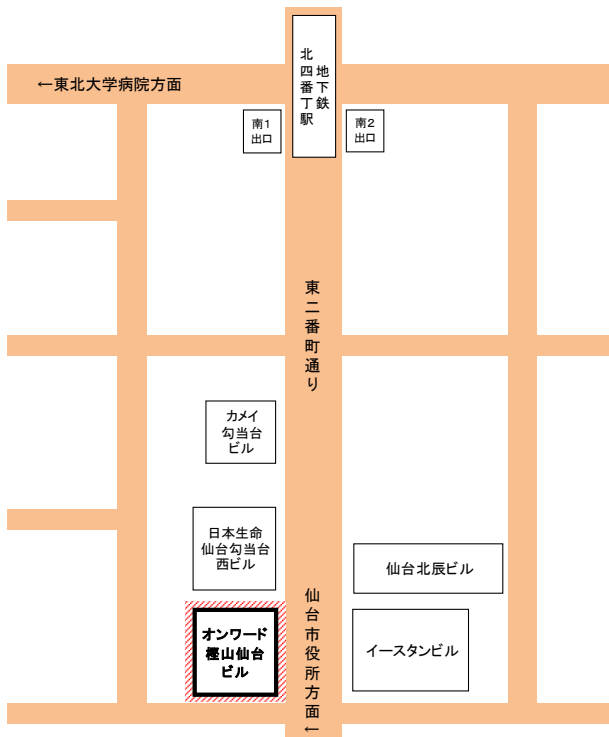 ←東北大学病院方面
地下鉄
北四番丁駅
南1
出口
南2
出口
東二番町通り
カメイ
勾当台
ビル
日本生命
仙台勾当台
西ビル
仙台北辰ビル
オンワード
樫山仙台
ビル
イースタンビル
仙台市役所方面←